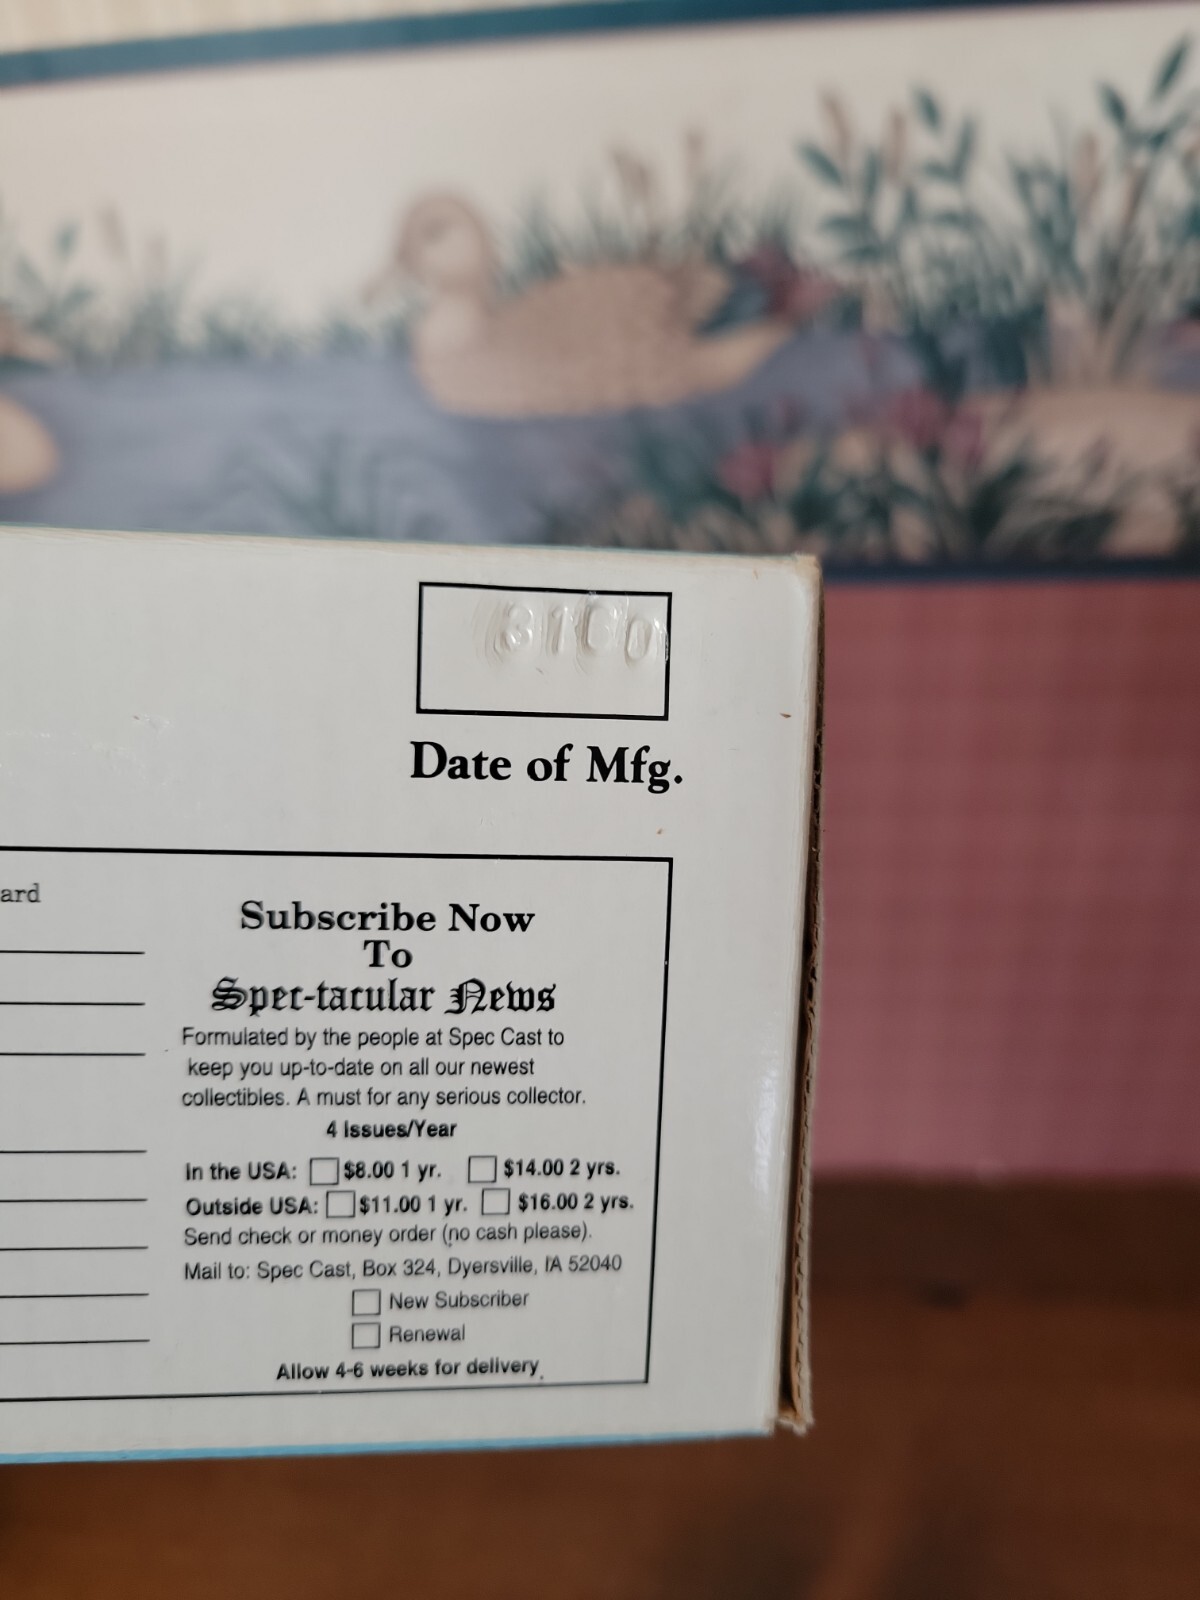 Date of Mfg.
ard
Subscribe Now
To
Spec-tacular News
Formulated by the people at Spec Cast to
keep you up-to-date on all our newest
collectibles. A must for any serious collector.
4 Issues/Year
In the USA: $8.00 1 yr. $14.00 2 yrs.
Outside USA: $11.00 1 yr. $16.00 2 yrs.
Send check or money order (no cash please).
Mail to: Spec Cast, Box 324, Dyersville, IA 52040
New Subscriber
Renewal
Allow 4-6 weeks for delivery.